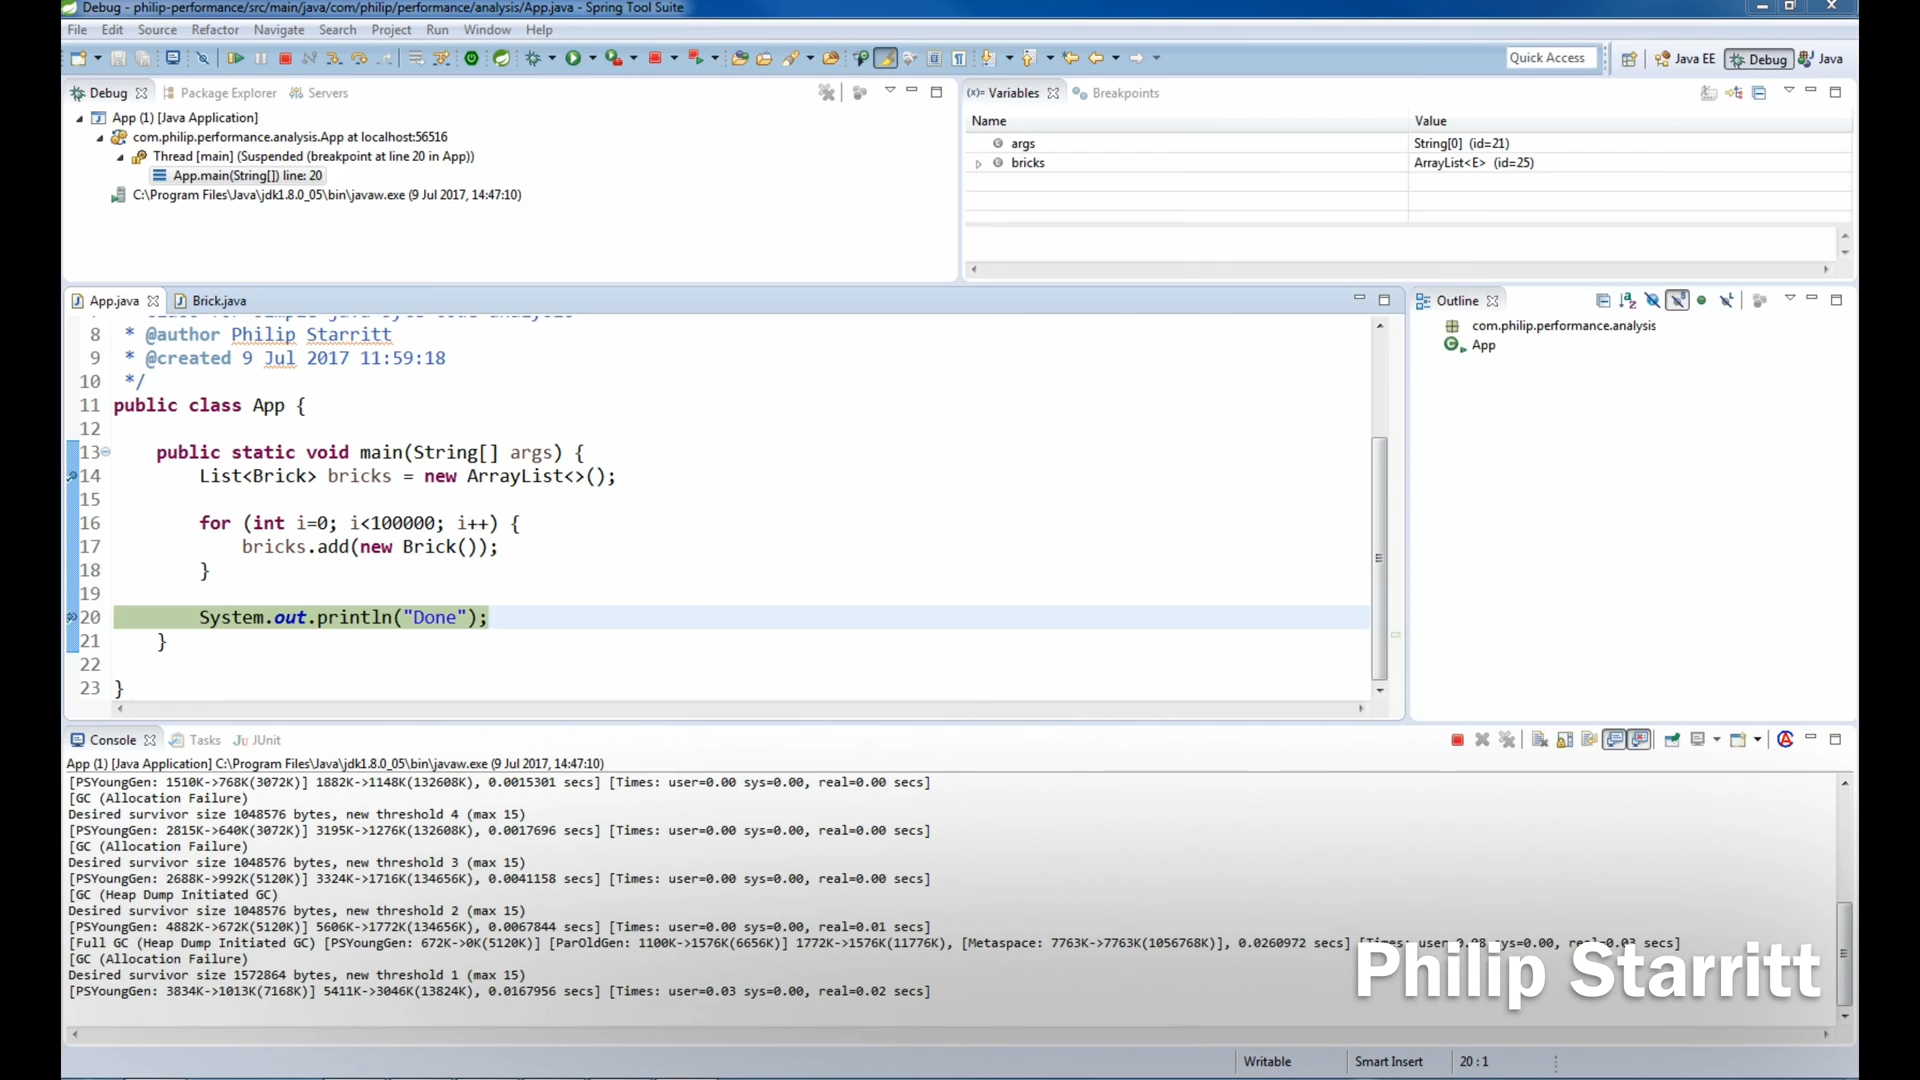 Debug - philip-performance/src/main/java/com/philip/performance/analysis/App.java - Spring Tool Suite
File Edit Source Refactor Navigate Search Project Run Window Help
Quick Access Java EE Debug Java
Debug Package Explorer Servers
App (1) [Java Application]
com.philip.performance.analysis.App at localhost:56516
Thread [main] (Suspended (breakpoint at line 20 in App))
App.main(String[]) line: 20
C:\Program Files\Java\jdk1.8.0_05\bin\javaw.exe (9 Jul 2017, 14:47:10)
(x)= Variables Breakpoints
Name Value
args String[0] (id=21)
bricks ArrayList<E> (id=25)
App.java Brick.java
8 * @author Philip Starritt
9 * @created 9 Jul 2017 11:59:18
10 */
11 public class App {
12
13 public static void main(String[] args) {
14 List<Brick> bricks = new ArrayList<>();
15
16 for (int i=0; i<100000; i++) {
17 bricks.add(new Brick());
18 }
19
20 System.out.println("Done");
21 }
22
23 }
Outline
com.philip.performance.analysis
App
Console Tasks JUnit
App (1) [Java Application] C:\Program Files\Java\jdk1.8.0_05\bin\javaw.exe (9 Jul 2017, 14:47:10)
[PSYoungGen: 1510K->768K(3072K)] 1882K->1148K(132608K), 0.0015301 secs] [Times: user=0.00 sys=0.00, real=0.00 secs]
[GC (Allocation Failure)
Desired survivor size 1048576 bytes, new threshold 4 (max 15)
[PSYoungGen: 2815K->640K(3072K)] 3195K->1276K(132608K), 0.0017696 secs] [Times: user=0.00 sys=0.00, real=0.00 secs]
[GC (Allocation Failure)
Desired survivor size 1048576 bytes, new threshold 3 (max 15)
[PSYoungGen: 2688K->992K(5120K)] 3324K->1716K(134656K), 0.0041158 secs] [Times: user=0.00 sys=0.00, real=0.00 secs]
[GC (Heap Dump Initiated GC)
Desired survivor size 1048576 bytes, new threshold 2 (max 15)
[PSYoungGen: 4882K->672K(5120K)] 5606K->1772K(134656K), 0.0067844 secs] [Times: user=0.00 sys=0.00, real=0.01 secs]
[Full GC (Heap Dump Initiated GC) [PSYoungGen: 672K->0K(5120K)] [ParOldGen: 1100K->1576K(6656K)] 1772K->1576K(11776K), [Metaspace: 7763K->7763K(1056768K)], 0.0260972 secs] [Times: user=0.08 sys=0.00, real=0.03 secs]
[GC (Allocation Failure)
Desired survivor size 1572864 bytes, new threshold 1 (max 15)
[PSYoungGen: 3834K->1013K(7168K)] 5411K->3046K(13824K), 0.0167956 secs] [Times: user=0.03 sys=0.00, real=0.02 secs]
Philip Starritt
Writable Smart Insert 20 : 1